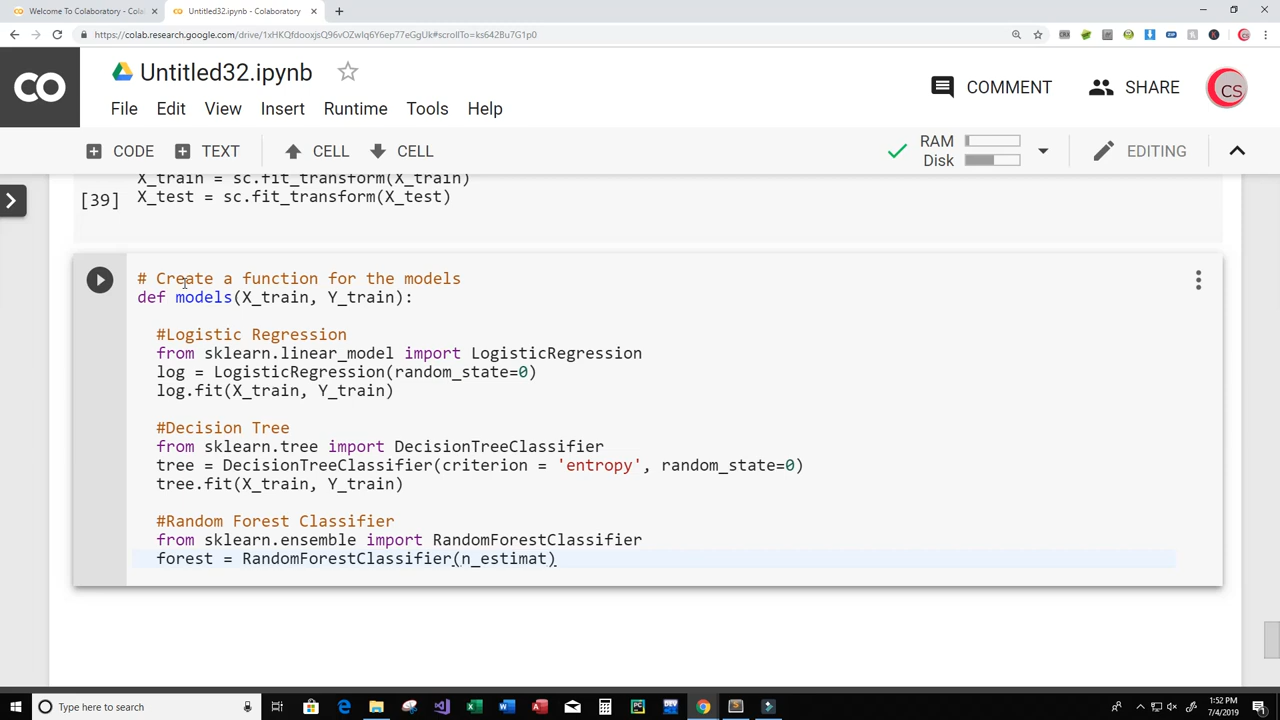 Welcome To Colaboratory - Cola
Untitled32.ipynb - Colaboratory
https://colab.research.google.com/drive/1xHKQfdooxjsQ96vOZwIq6Y6ep77eGgUk#scrollTo=ks642Bu7G1p0
CO
Untitled32.ipynb
COMMENT
SHARE
CS
File Edit View Insert Runtime Tools Help
CODE TEXT CELL CELL
RAM
Disk
EDITING
X_train = sc.fit_transform(X_train)
[39] X_test = sc.fit_transform(X_test)
# Create a function for the models
def models(X_train, Y_train):
#Logistic Regression
from sklearn.linear_model import LogisticRegression
log = LogisticRegression(random_state=0)
log.fit(X_train, Y_train)
#Decision Tree
from sklearn.tree import DecisionTreeClassifier
tree = DecisionTreeClassifier(criterion = 'entropy', random_state=0)
tree.fit(X_train, Y_train)
#Random Forest Classifier
from sklearn.ensemble import RandomForestClassifier
forest = RandomForestClassifier(n_estimat)
Type here to search
1:52 PM
7/4/2019